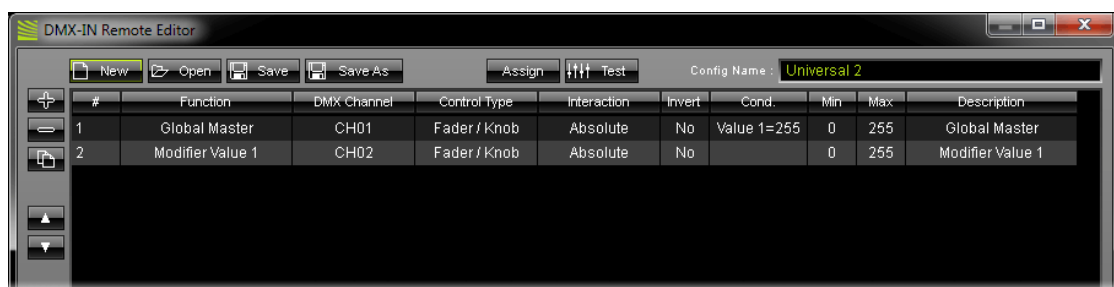 DMX-IN Remote Editor
New Open Save Save As Assign Test Config Name : Universal 2
# Function DMX Channel Control Type Interaction Invert Cond. Min Max Description
1 Global Master CH01 Fader / Knob Absolute No Value 1=255 0 255 Global Master
2 Modifier Value 1 CH02 Fader / Knob Absolute No 0 255 Modifier Value 1